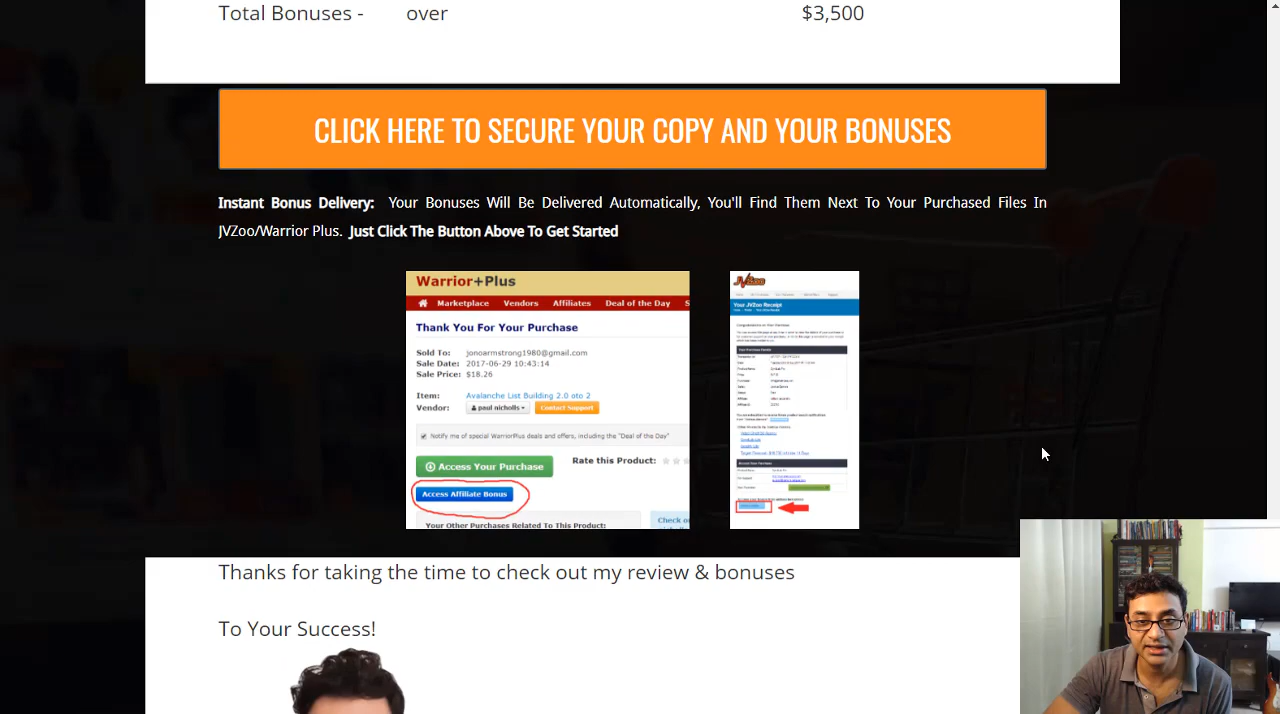 Total Bonuses - over $3,500
CLICK HERE TO SECURE YOUR COPY AND YOUR BONUSES
Instant Bonus Delivery: Your Bonuses Will Be Delivered Automatically, You'll Find Them Next To Your Purchased Files In
JVZoo/Warrior Plus. Just Click The Button Above To Get Started
Warrior+Plus
Marketplace Vendors Affiliates Deal of the Day S
Thank You For Your Purchase
Sold To: jonoarmstrong1980@gmail.com
Sale Date: 2017-06-29 10:43:14
Sale Price: $18.26
Item: Avalanche List Building 2.0 oto 2
Vendor: paul nicholls Contact Support
Notify me of special WarriorPlus deals and offers, including the "Deal of the Day"
Access Your Purchase Rate this Product:
Access Affiliate Bonus
Your Other Purchases Related To This Product:
Check o
JVZoo
Your JVZoo Receipt
Thanks for taking the time to check out my review & bonuses
To Your Success!